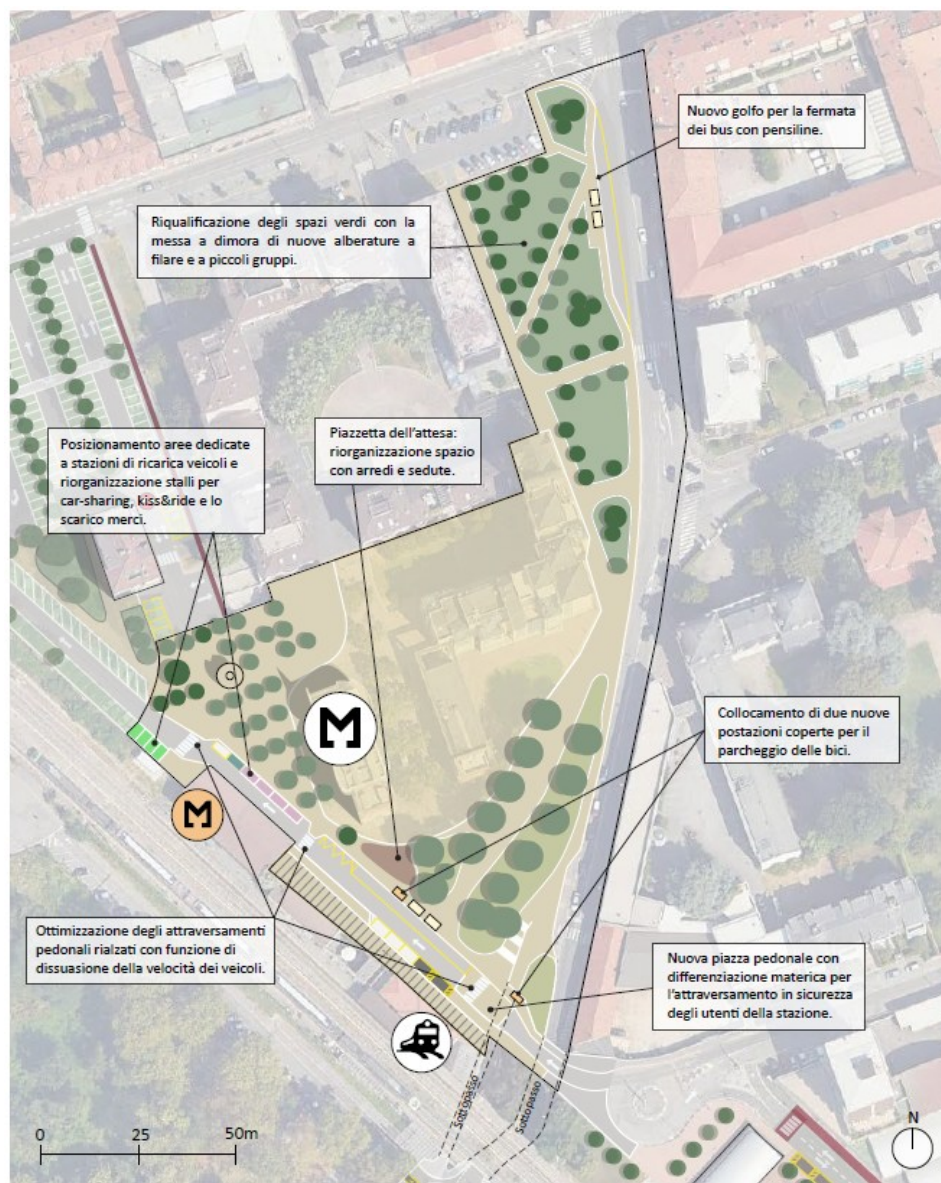 Nuovo golfo per la fermata
dei bus con pensiline.
Riqualificazione degli spazi verdi con la
messa a dimora di nuove alberature a
filare e a piccoli gruppi.
Posizionamento aree dedicate
a stazioni di ricarica veicoli e
riorganizzazione stalli per
car-sharing, kiss&ride e lo
scarico merci.
Piazzetta dell'attesa:
riorganizzazione spazio
con arredi e sedute.
M
Collocamento di due nuove
postazioni coperte per il
parcheggio delle bici.
M
Ottimizzazione degli attraversamenti
pedonali rialzati con funzione di
dissuasione della velocità dei veicoli.
Nuova piazza pedonale con
differenziazione materica per
l'attraversamento in sicurezza
degli utenti della stazione.
Sottopasso
Sottopasso
0 25 50m
N